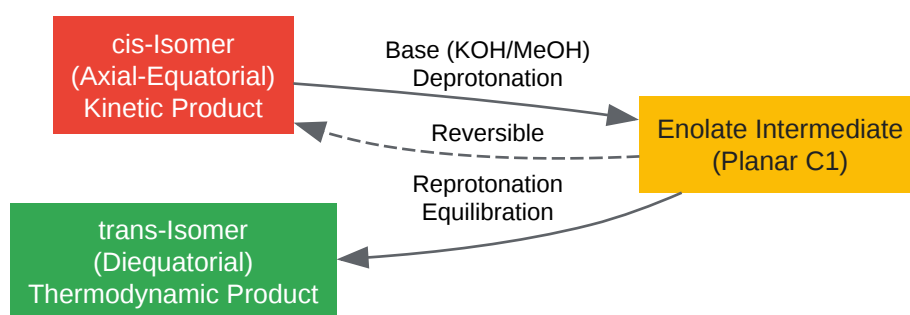 cis-Isomer
(Axial-Equatorial)
Kinetic Product
Base (KOH/MeOH)
Deprotonation
Reversible
Enolate Intermediate
(Planar C1)
Reprotonation
Equilibration
trans-Isomer
(Diequatorial)
Thermodynamic Product